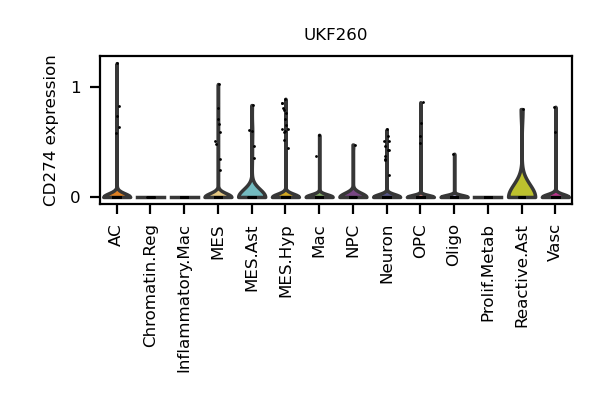 UKF260
CD274 expression
1
0
AC
Chromatin.Reg
Inflammatory.Mac
MES
MES.Ast
MES.Hyp
Mac
NPC
Neuron
OPC
Oligo
Prolif.Metab
Reactive.Ast
Vasc